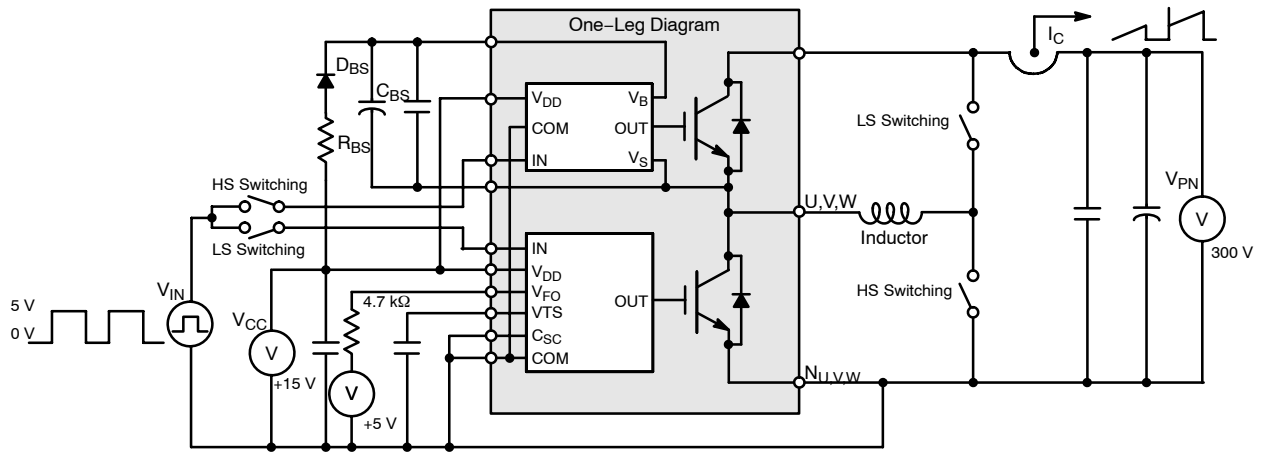 One−Leg Diagram
I_C
D_BS
C_BS
R_BS
V_DD
COM
IN
V_B
OUT
V_S
LS Switching
HS Switching
LS Switching
U,V,W
Inductor
V_PN
V
300 V
IN
V_DD
V_FO
VTS
C_SC
COM
OUT
HS Switching
4.7 kΩ
5 V
0 V
V_IN
V_CC
V
+15 V
V
+5 V
N_U,V,W